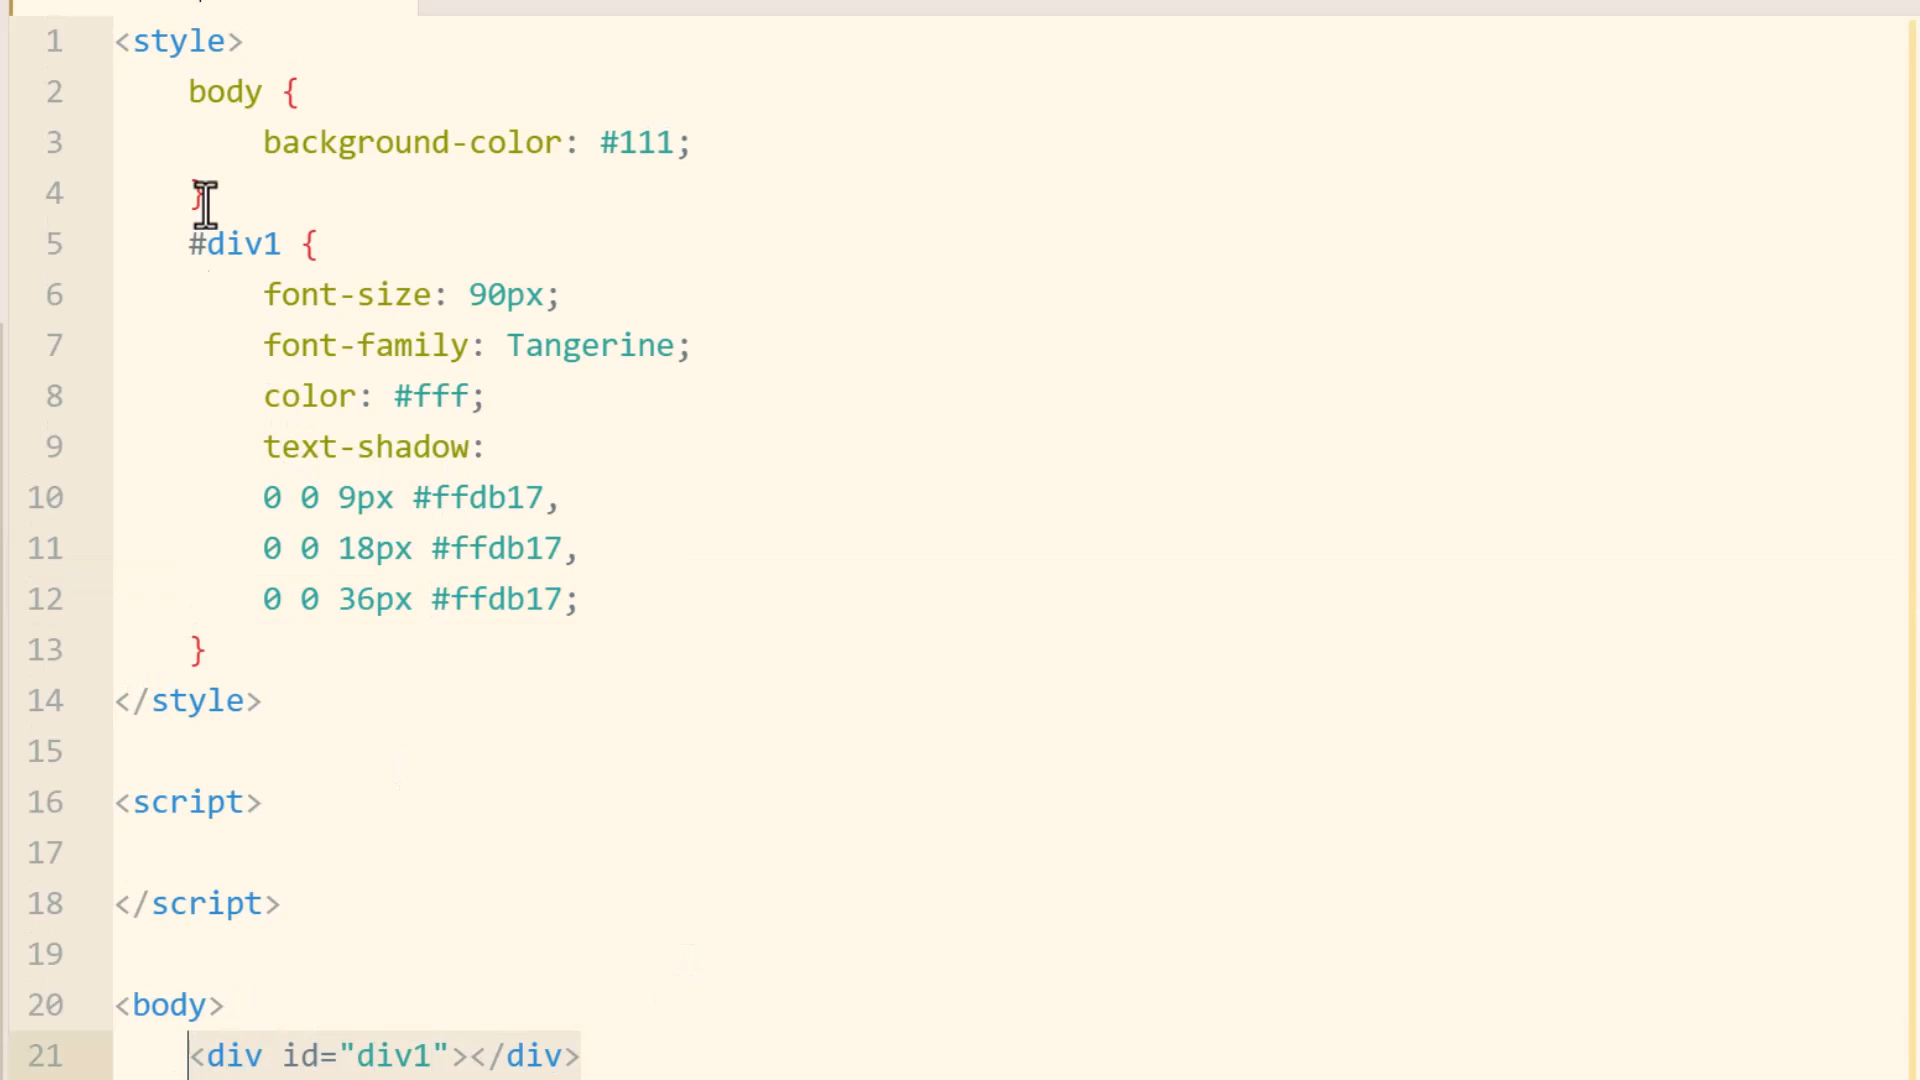 1 <style>
2 body {
3 background-color: #111;
4 }
5 #div1 {
6 font-size: 90px;
7 font-family: Tangerine;
8 color: #fff;
9 text-shadow:
10 0 0 9px #ffdb17,
11 0 0 18px #ffdb17,
12 0 0 36px #ffdb17;
13 }
14 </style>
15
16 <script>
17
18 </script>
19
20 <body>
21 <div id="div1"></div>